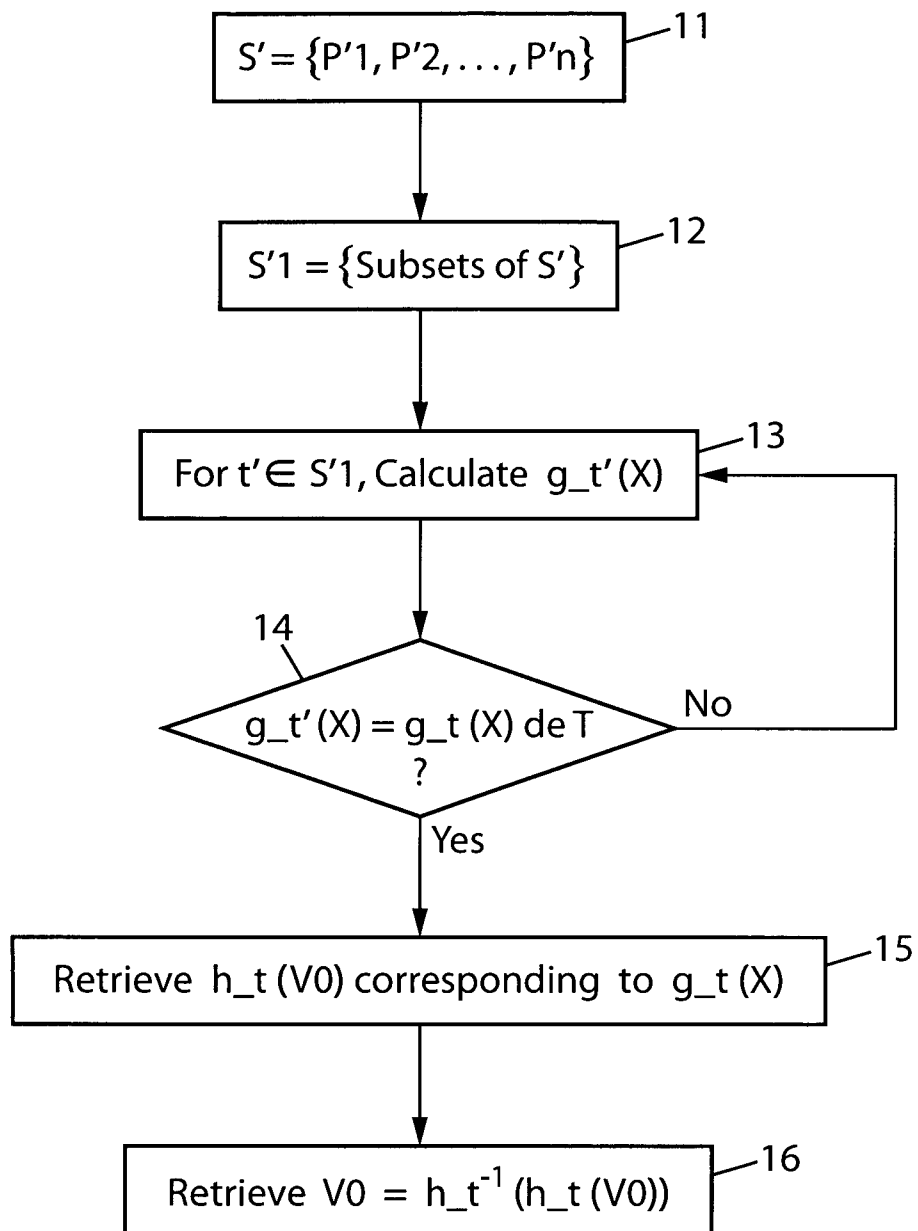 11
S' = {P'1, P'2, . . . , P'n}
12
S'1 = {Subsets of S'}
13
For t' ∈ S'1, Calculate g_t' (X)
14
g_t' (X) = g_t (X) de T
?
No
Yes
15
Retrieve h_t (V0) corresponding to g_t (X)
16
Retrieve V0 = h_t⁻¹ (h_t (V0))